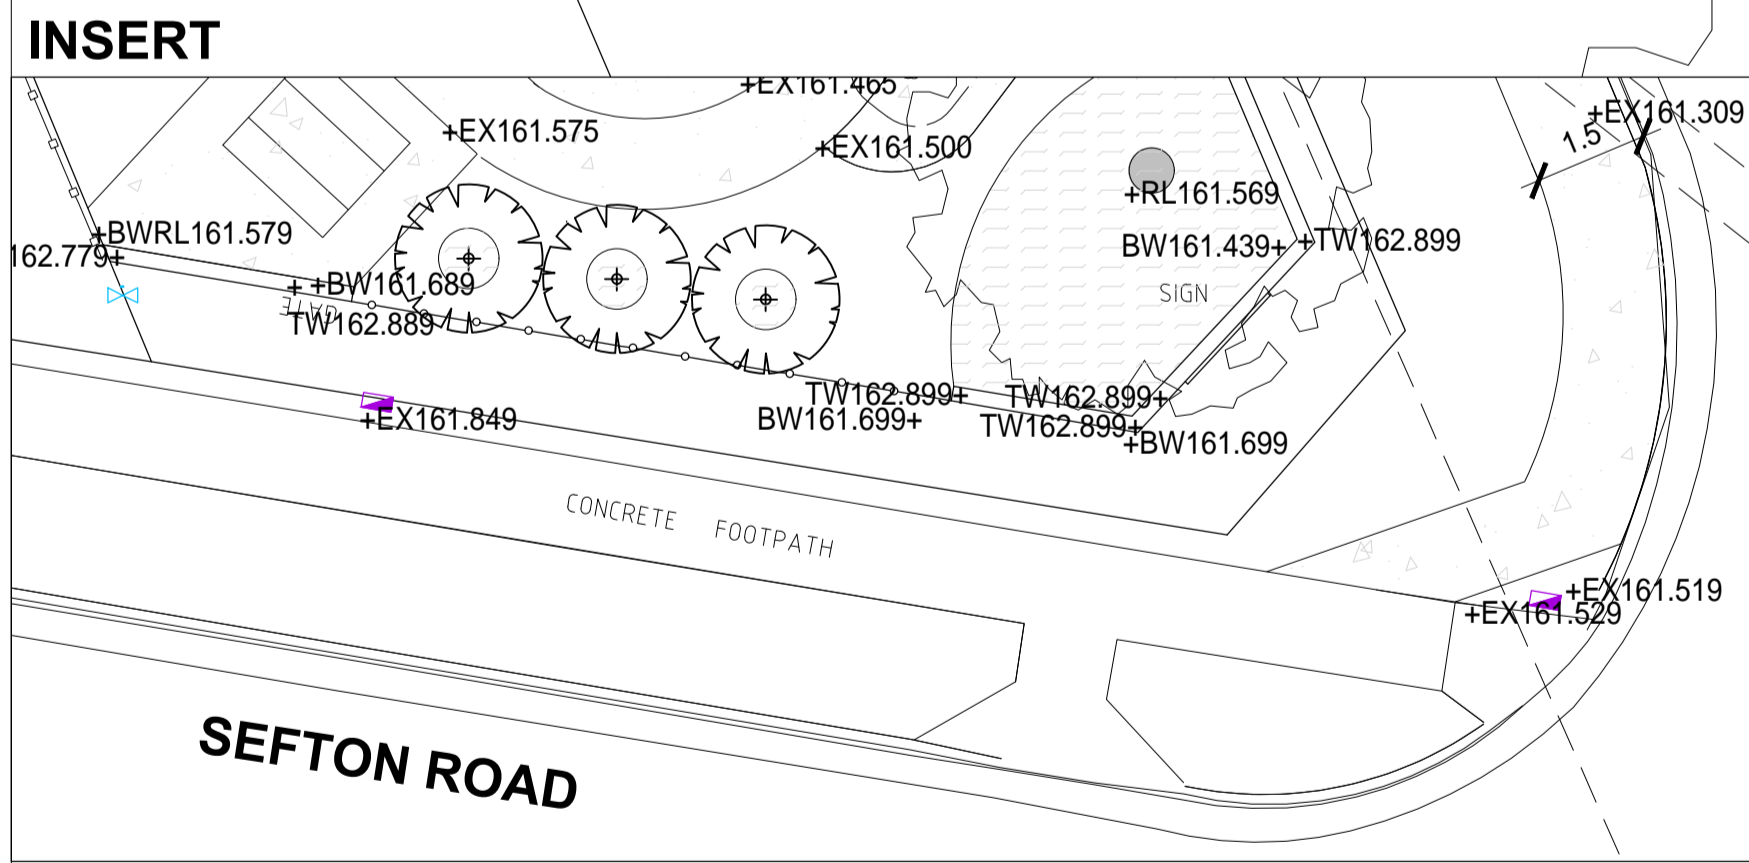 INSERT
+EX161.465
+EX161.575
+EX161.500
+EX161.309
1.5
+RL161.569
+BWRL161.579
162.779+
BW161.439+
+TW162.899
+ +BW161.689
GATE
TW162.889
SIGN
TW162.899+
TW162.899+
BW161.699+
TW162.899+
+BW161.699
+EX161.849
CONCRETE FOOTPATH
+EX161.519
+EX161.529
SEFTON ROAD